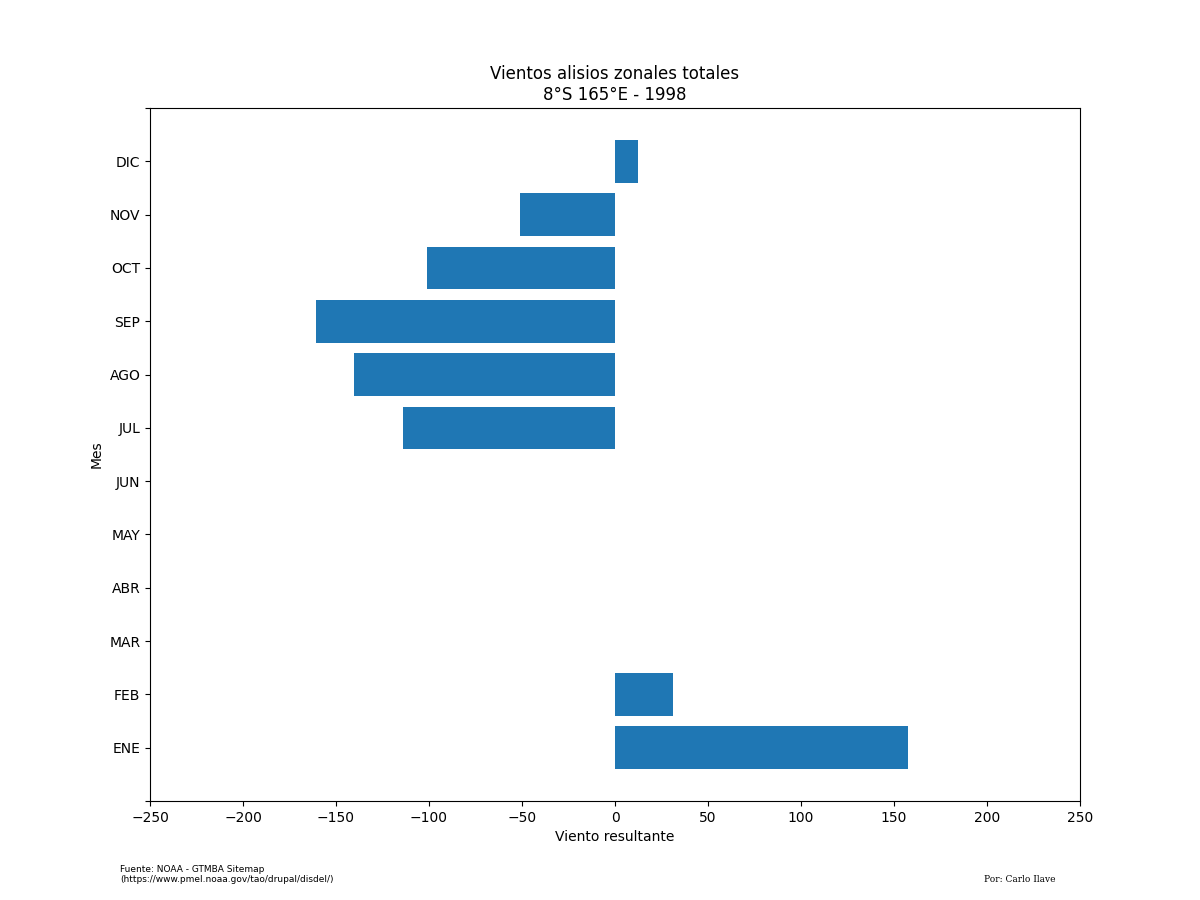 Vientos alisios zonales totales
8°S 165°E - 1998
DIC
NOV
OCT
SEP
AGO
JUL
JUN
MAY
ABR
MAR
FEB
ENE
Mes
−250 −200 −150 −100 −50 0 50 100 150 200 250
Viento resultante
Fuente: NOAA - GTMBA Sitemap
(https://www.pmel.noaa.gov/tao/drupal/disdel/)
Por: Carlo Ilave